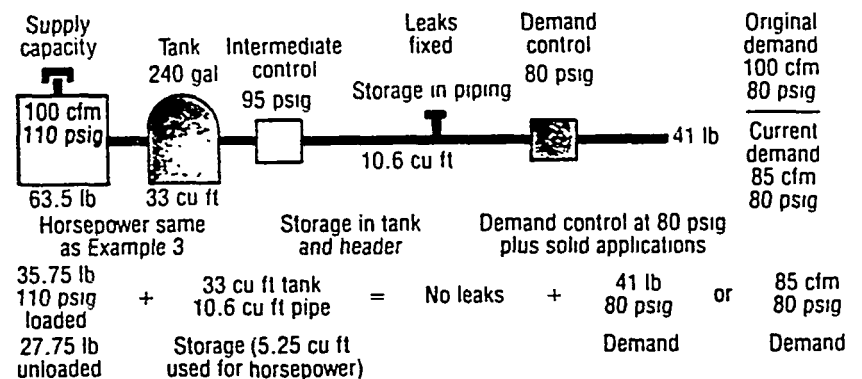 Supply
capacity
100 cfm
110 psig
63.5 lb
Tank
240 gal
33 cu ft
Intermediate
control
95 psig
Storage in piping
10.6 cu ft
Leaks
fixed
Demand
control
80 psig
41 lb
Original
demand
100 cfm
80 psig
Current
demand
85 cfm
80 psig
Horsepower same
as Example 3
Storage in tank
and header
Demand control at 80 psig
plus solid applications
35.75 lb
110 psig
loaded
+
33 cu ft tank
10.6 cu ft pipe
=
No leaks
+
41 lb
80 psig
or
85 cfm
80 psig
27.75 lb
unloaded
Storage (5.25 cu ft
used for horsepower)
Demand
Demand